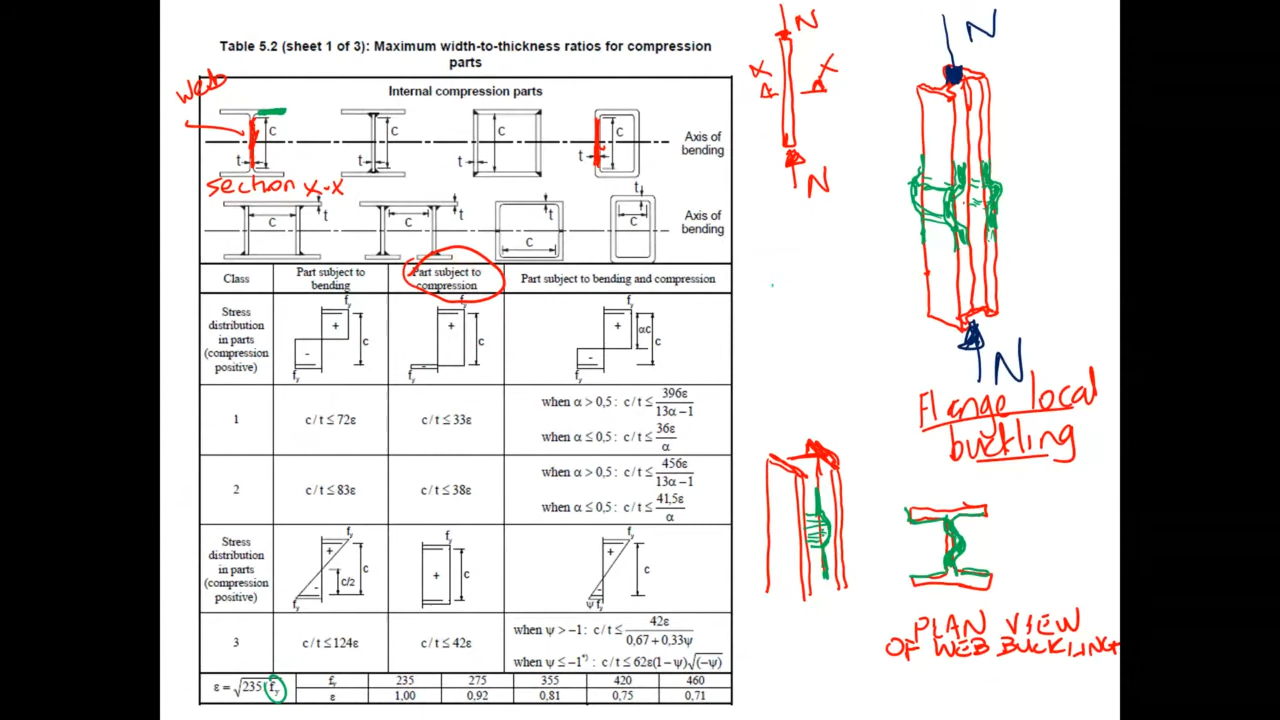 Table 5.2 (sheet 1 of 3): Maximum width-to-thickness ratios for compression
parts
Internal compression parts
web
c
t
c
t
c
t
c
t
Axis of
bending
section x-x
c
t
c
t
c
t
c
t
Axis of
bending
Class
Part subject to
bending
Part subject to
compression
Part subject to bending and compression
Stress
distribution
in parts
(compression
positive)
fy
+
-
fy
c
fy
+
-
fy
c
fy
+
-
fy
αc
c
1
c / t ≤ 72ε
c / t ≤ 33ε
when α > 0,5 : c / t ≤ 396ε / 13α − 1
when α ≤ 0,5 : c / t ≤ 36ε / α
2
c / t ≤ 83ε
c / t ≤ 38ε
when α > 0,5 : c / t ≤ 456ε / 13α − 1
when α ≤ 0,5 : c / t ≤ 41,5ε / α
Stress
distribution
in parts
(compression
positive)
fy
+
-
fy
c/2
c
fy
+
c
fy
+
-
ψ fy
c
3
c / t ≤ 124ε
c / t ≤ 42ε
when ψ > −1 : c / t ≤ 42ε / 0,67 + 0,33ψ
when ψ ≤ −1*) : c / t ≤ 62ε(1 − ψ)√(−ψ)
ε = √235/fy
fy 235 275 355 420 460
ε 1,00 0,92 0,81 0,75 0,71
N
X X
N
N
N
Flange local
buckling
PLAN VIEW
OF WEB BUCKLING